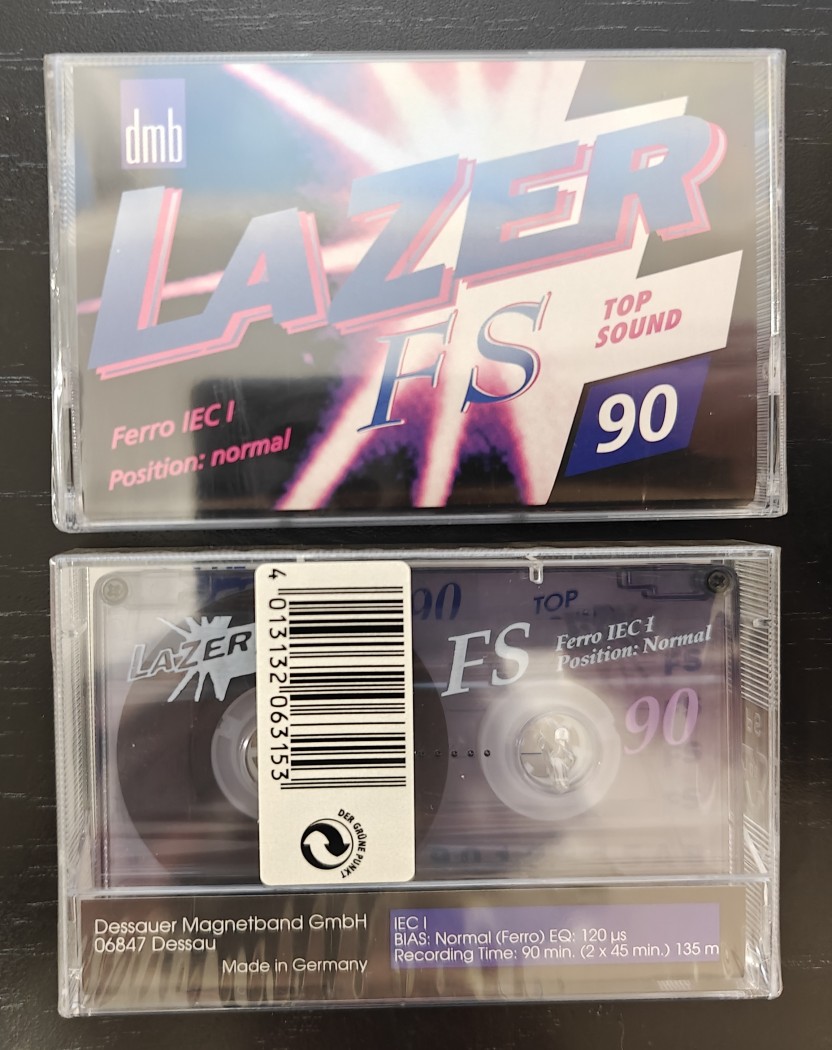 dmb
LAZER
FS
TOP
SOUND
90
Ferro IEC I
Position: normal
LAZER
4 013132 063153
DER GRÜNE PUNKT
90
TOP
FS
Ferro IEC I
Position: Normal
90
Dessauer Magnetband GmbH
06847 Dessau
Made in Germany
IEC I
BIAS: Normal (Ferro) EQ: 120 µs
Recording Time: 90 min. (2 x 45 min.) 135 m